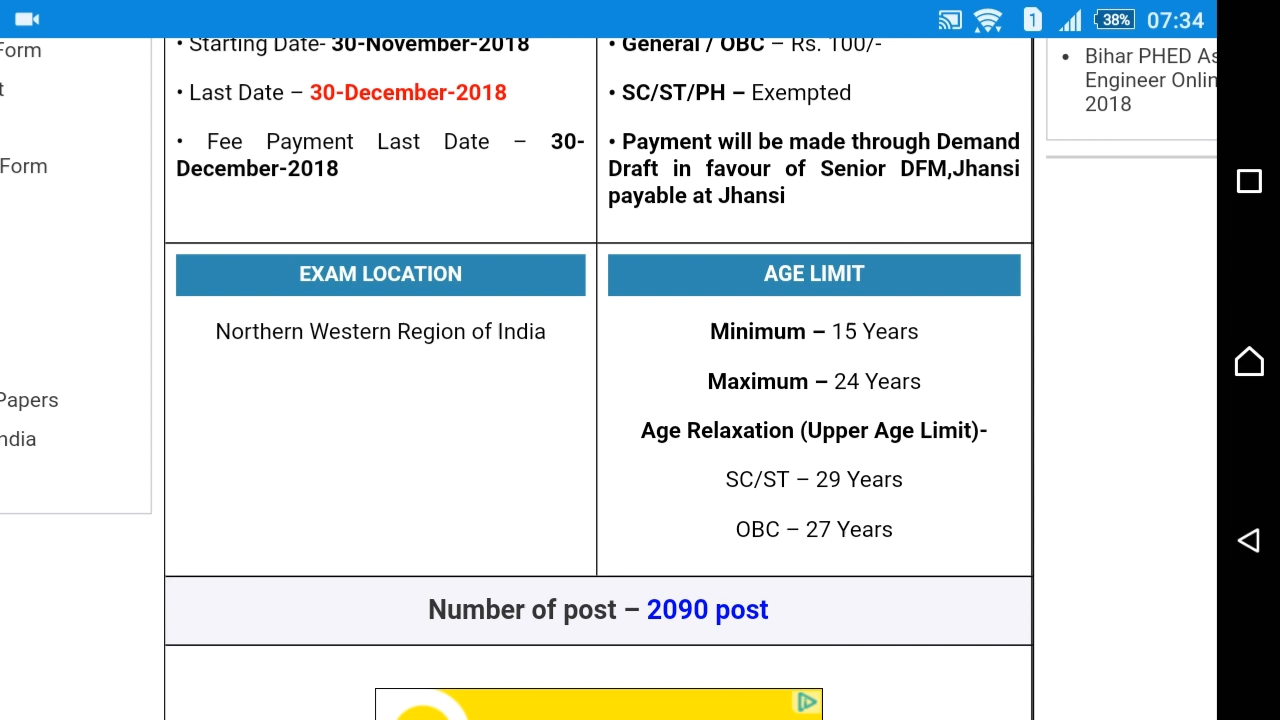 1 38% 07:34
Form
t
Form
Papers
ndia
• Starting Date- 30-November-2018
• Last Date – 30-December-2018
• Fee Payment Last Date – 30-
December-2018
• General / OBC – Rs. 100/-
• SC/ST/PH – Exempted
• Payment will be made through Demand
Draft in favour of Senior DFM,Jhansi
payable at Jhansi
EXAM LOCATION
Northern Western Region of India
AGE LIMIT
Minimum – 15 Years
Maximum – 24 Years
Age Relaxation (Upper Age Limit)-
SC/ST – 29 Years
OBC – 27 Years
Number of post – 2090 post
• Bihar PHED As
Engineer Onlin
2018